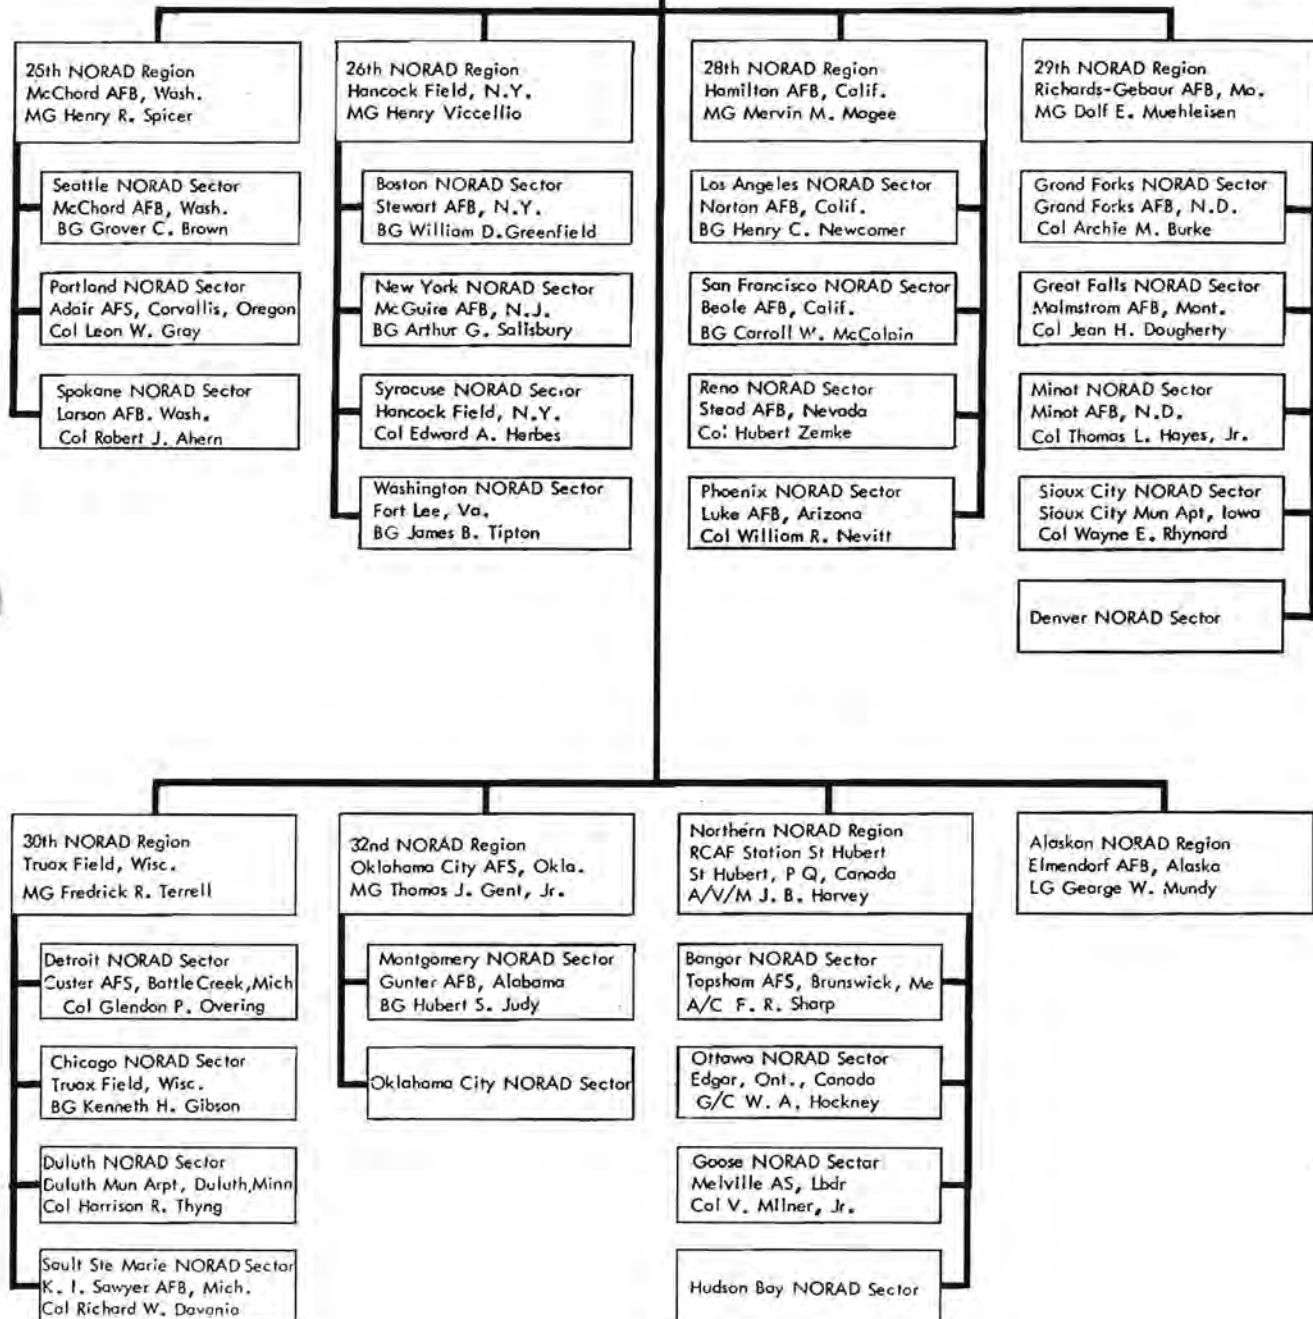 25th NORAD Region
McChord AFB, Wash.
MG Henry R. Spicer
Seattle NORAD Sector
McChord AFB, Wash.
BG Grover C. Brown
Portland NORAD Sector
Adair AFS, Corvallis, Oregon
Col Leon W. Gray
Spokane NORAD Sector
Larson AFB. Wash.
Col Robert J. Ahern
26th NORAD Region
Hancock Field, N.Y.
MG Henry Viccellio
Boston NORAD Sector
Stewart AFB, N.Y.
BG William D.Greenfield
New York NORAD Sector
McGuire AFB, N.J.
BG Arthur G. Salisbury
Syracuse NORAD Sector
Hancock Field, N.Y.
Col Edward A. Herbes
Washington NORAD Sector
Fort Lee, Va.
BG James B. Tipton
28th NORAD Region
Hamilton AFB, Calif.
MG Mervin M. Magee
Los Angeles NORAD Sector
Norton AFB, Calif.
BG Henry C. Newcomer
San Francisco NORAD Sector
Beale AFB, Calif.
BG Carroll W. McColpin
Reno NORAD Sector
Stead AFB, Nevada
Col Hubert Zemke
Phoenix NORAD Sector
Luke AFB, Arizona
Col William R. Nevitt
29th NORAD Region
Richards-Gebaur AFB, Mo.
MG Dolf E. Muehleisen
Grand Forks NORAD Sector
Grand Forks AFB, N.D.
Col Archie M. Burke
Great Falls NORAD Sector
Malmstrom AFB, Mont.
Col Jean H. Dougherty
Minot NORAD Sector
Minot AFB, N.D.
Col Thomas L. Hayes, Jr.
Sioux City NORAD Sector
Sioux City Mun Apt, Iowa
Col Wayne E. Rhynard
Denver NORAD Sector
30th NORAD Region
Truax Field, Wisc.
MG Fredrick R. Terrell
Detroit NORAD Sector
Custer AFS, Battle Creek,Mich
Col Glendon P. Overing
Chicago NORAD Sector
Truax Field, Wisc.
BG Kenneth H. Gibson
Duluth NORAD Sector
Duluth Mun Arpt, Duluth,Minn
Col Harrison R. Thyng
Sault Ste Marie NORAD Sector
K. I. Sawyer AFB, Mich.
Col Richard W. Davania
32nd NORAD Region
Oklahoma City AFS, Okla.
MG Thomas J. Gent, Jr.
Montgomery NORAD Sector
Gunter AFB, Alabama
BG Hubert S. Judy
Oklahoma City NORAD Sector
Northern NORAD Region
RCAF Station St Hubert
St Hubert, P Q, Canada
A/V/M J. B. Harvey
Bangor NORAD Sector
Topsham AFS, Brunswick, Me
A/C F. R. Sharp
Ottawa NORAD Sector
Edgar, Ont., Canada
G/C W. A. Hockney
Goose NORAD Sector
Melville AS, Lbdr
Col V. Milner, Jr.
Hudson Bay NORAD Sector
Alaskan NORAD Region
Elmendorf AFB, Alaska
LG George W. Mundy